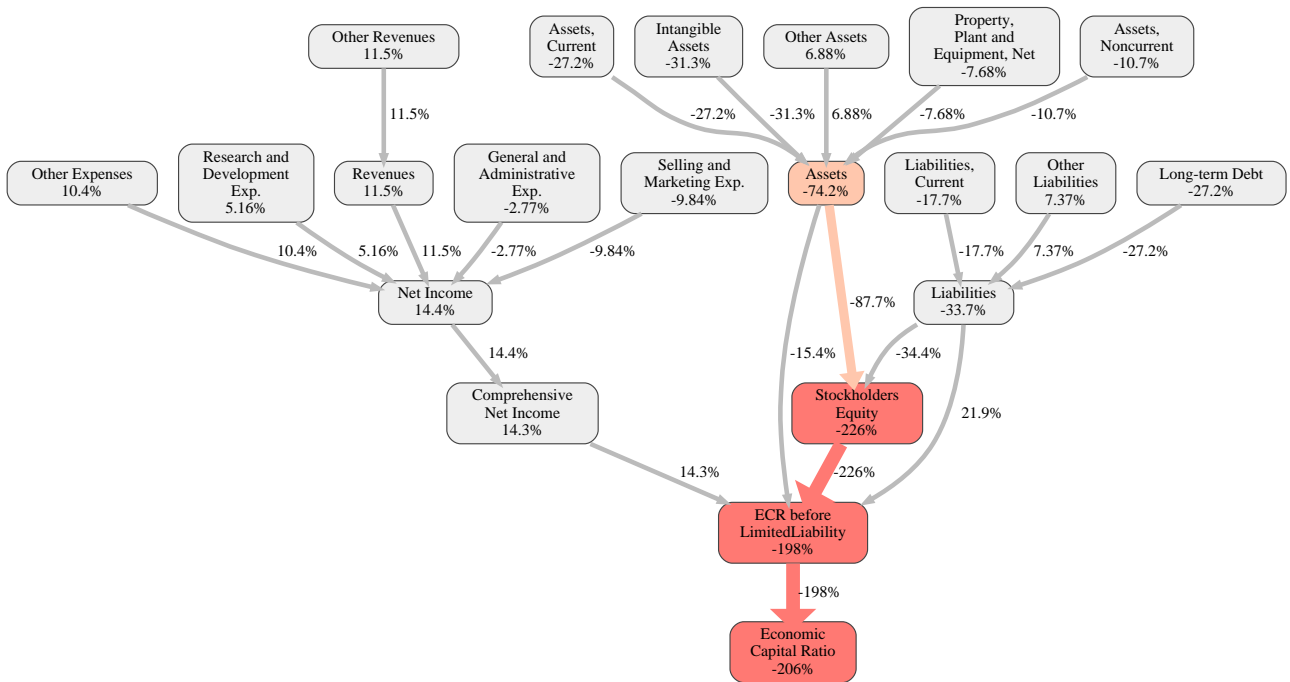 Other Revenues
11.5%
Assets,
Current
-27.2%
Intangible
Assets
-31.3%
Other Assets
6.88%
Property,
Plant and
Equipment, Net
-7.68%
Assets,
Noncurrent
-10.7%
11.5%
-27.2%
-31.3%
6.88%
-7.68%
-10.7%
Other Expenses
10.4%
Research and
Development
Exp.
5.16%
Revenues
11.5%
General and
Administrative
Exp.
-2.77%
Selling and
Marketing Exp.
-9.84%
Assets
-74.2%
Liabilities,
Current
-17.7%
Other
Liabilities
7.37%
Long-term Debt
-27.2%
10.4%
5.16%
11.5%
-2.77%
-9.84%
-17.7%
7.37%
-27.2%
Net Income
14.4%
-87.7%
Liabilities
-33.7%
14.4%
-15.4%
-34.4%
Comprehensive
Net Income
14.3%
Stockholders
Equity
-226%
21.9%
14.3%
-226%
ECR before
LimitedLiability
-198%
-198%
Economic
Capital Ratio
-206%